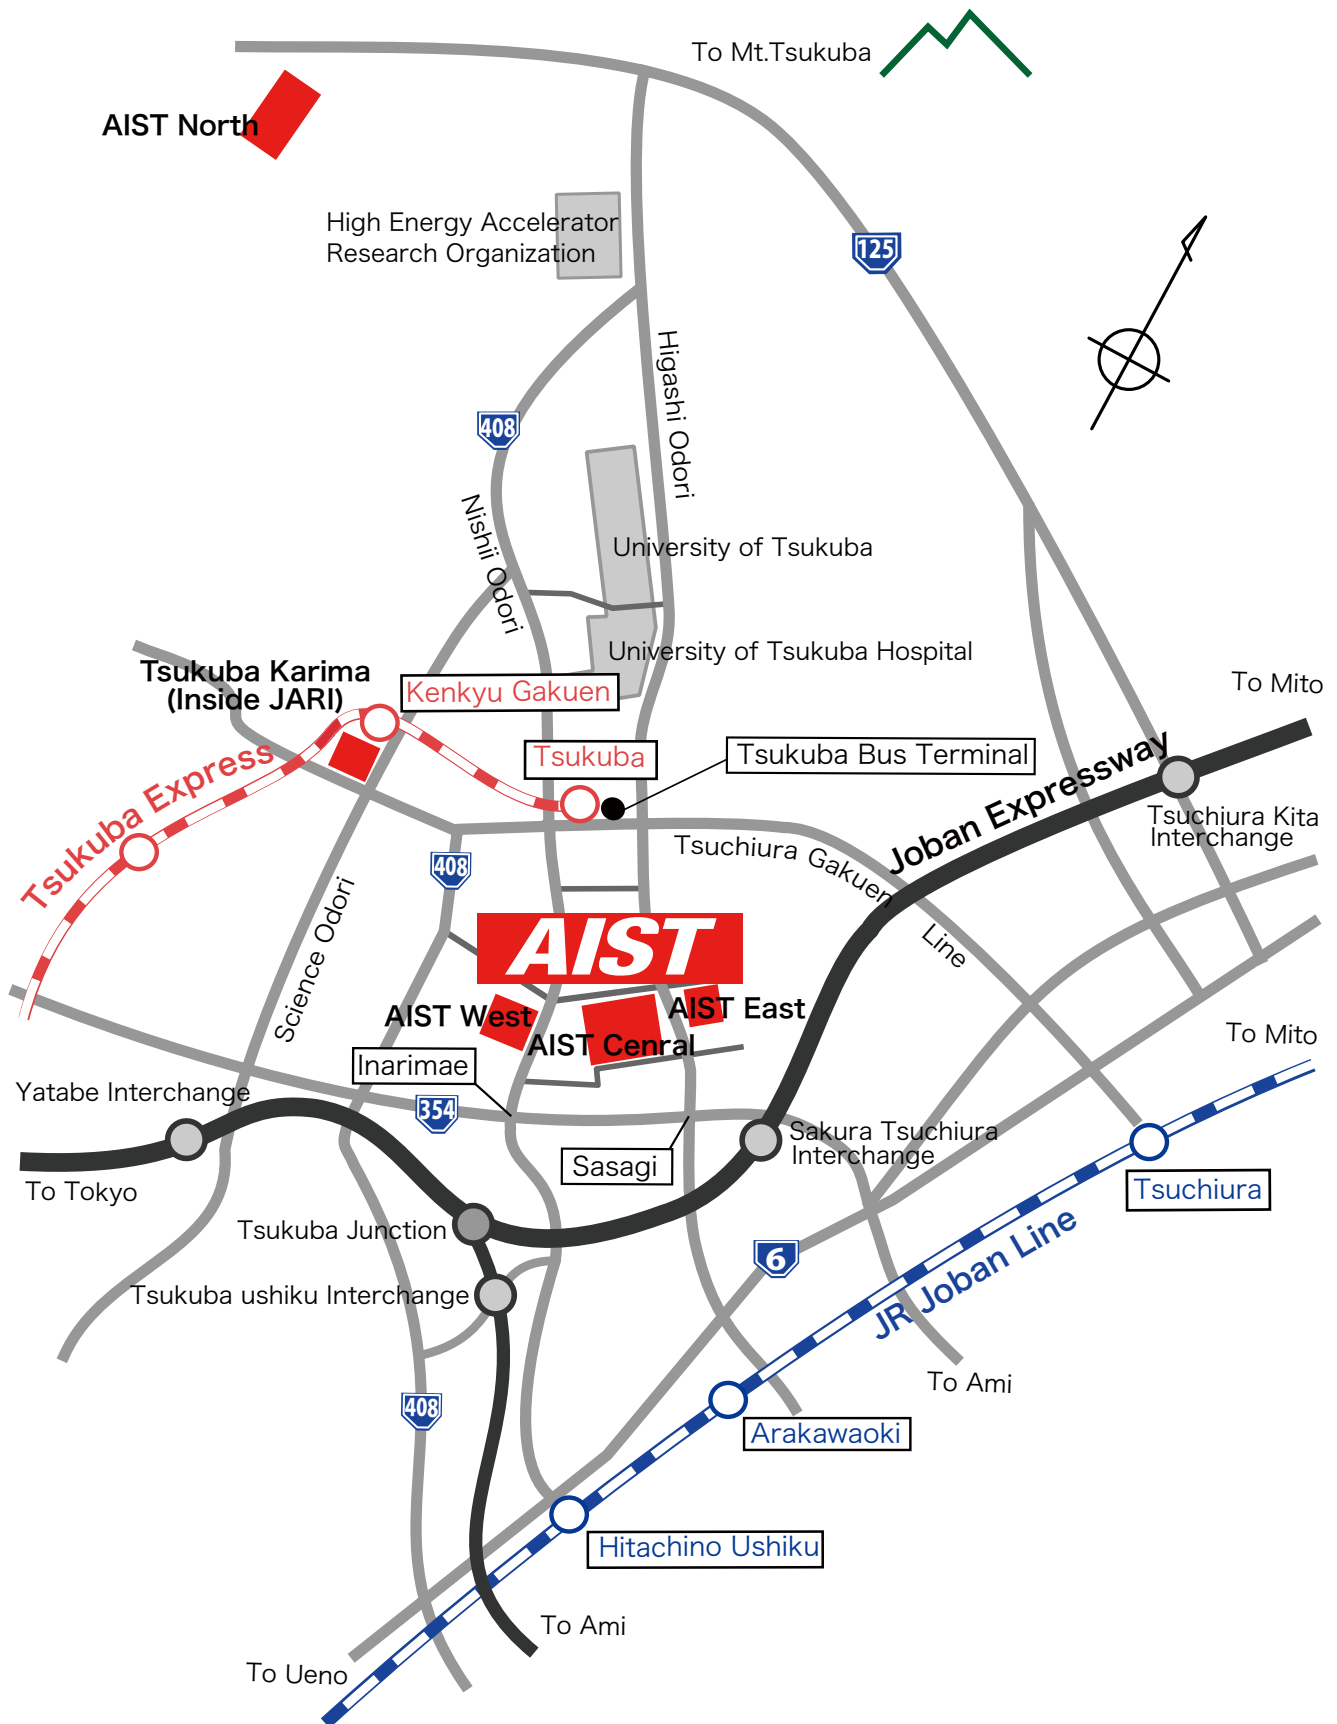 To Mt.Tsukuba
AIST North
High Energy Accelerator
Research Organization
125
Higashi Odori
408
Nishii Odori
University of Tsukuba
University of Tsukuba Hospital
Tsukuba Karima
(Inside JARI)
Kenkyu Gakuen
To Mito
Tsukuba
Tsukuba Bus Terminal
Tsukuba Express
Joban Expressway
Tsuchiura Kita
Interchange
Tsuchiura Gakuen
Line
408
Science Odori
AIST
AIST West
AIST East
AIST Cenral
To Mito
Inarimae
Yatabe Interchange
354
Sasagi
Sakura Tsuchiura
Interchange
To Tokyo
Tsuchiura
Tsukuba Junction
6
JR Joban Line
Tsukuba ushiku Interchange
To Ami
408
Arakawaoki
Hitachino Ushiku
To Ami
To Ueno